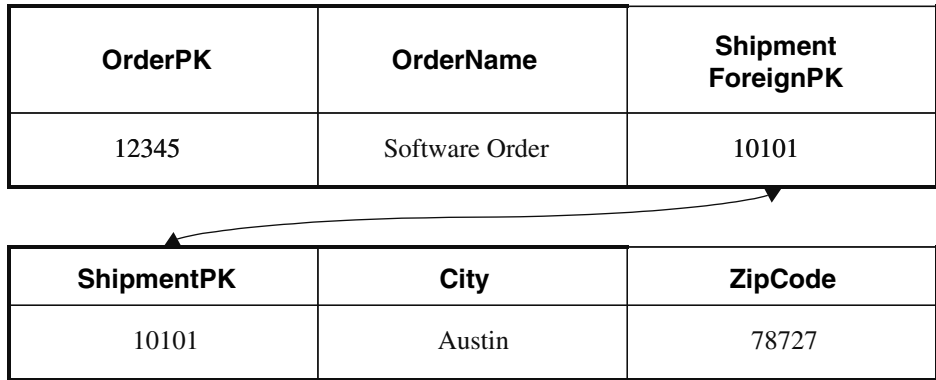 OrderPK OrderName Shipment
ForeignPK
12345 Software Order 10101
ShipmentPK City ZipCode
10101 Austin 78727